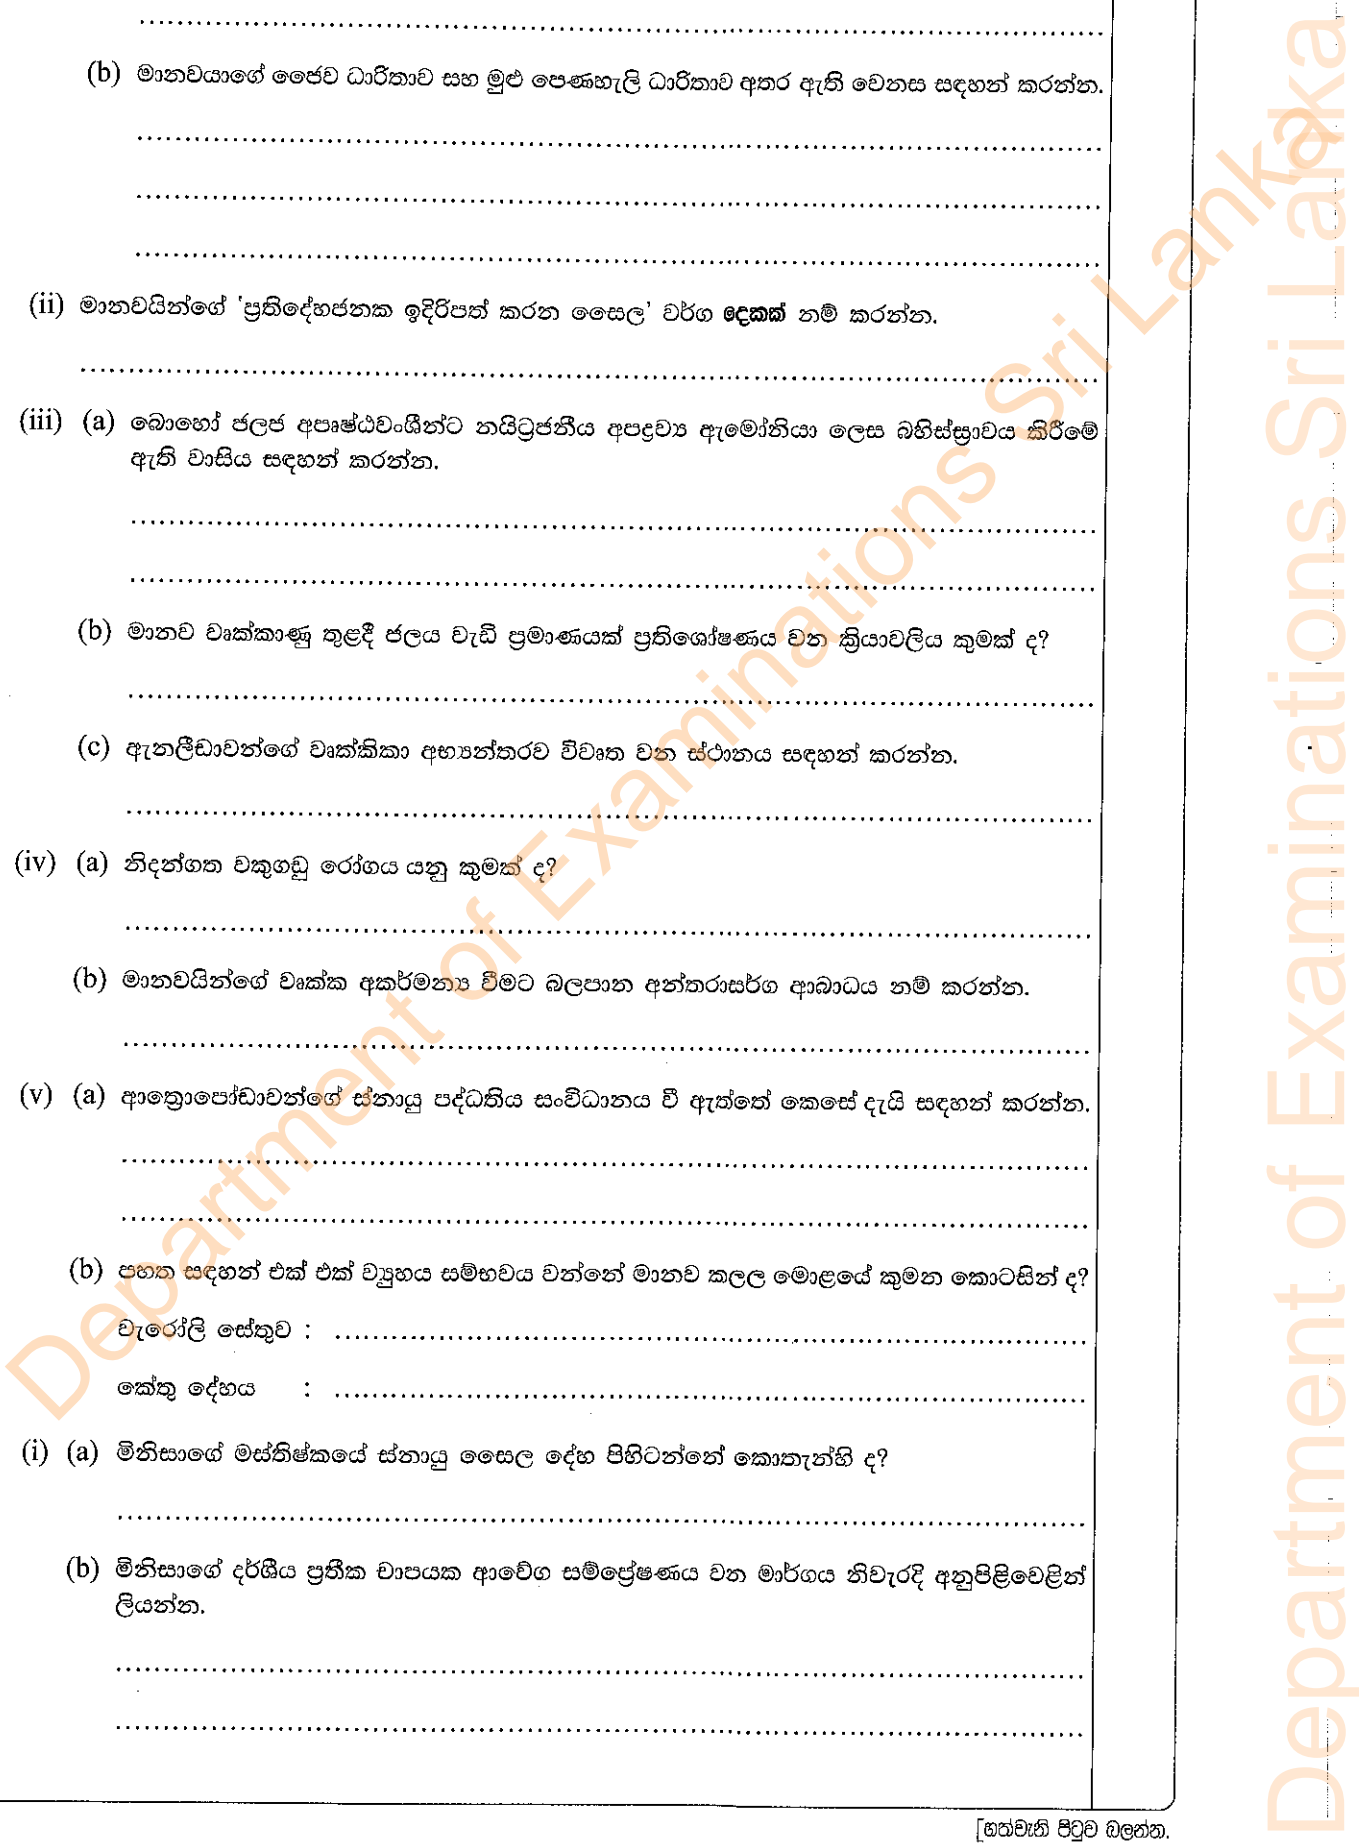 (b) මානවයාගේ ජෛව ධාරිතාව සහ මුළු පෙණහැලි ධාරිතාව අතර ඇති වෙනස සඳහන් කරන්න.
(ii) මානවයින්ගේ ‘ප්‍රතිදේහජනක ඉදිරිපත් කරන සෛල’ වර්ග දෙකක් නම් කරන්න.
(iii) (a) බොහෝ ජලජ අපෘෂ්ඨවංශීන්ට නයිට්‍රජනීය අපද්‍රව්‍ය ඇමෝනියා ලෙස බහිස්ස්‍රාවය කිරීමේ
ඇති වාසිය සඳහන් කරන්න.
(b) මානව වෘක්කාණු තුළදී ජලය වැඩි ප්‍රමාණයක් ප්‍රතිශෝෂණය වන ක්‍රියාවලිය කුමක් ද?
(c) ඇනලීඩාවන්ගේ වෘක්කිකා අභ්‍යන්තරව විවෘත වන ස්ථානය සඳහන් කරන්න.
(iv) (a) නිදන්ගත වකුගඩු රෝගය යනු කුමක් ද?
(b) මානවයින්ගේ වෘක්ක අකර්මන්‍ය වීමට බලපාන අන්තරාසර්ග ආබාධය නම් කරන්න.
(v) (a) ආත්‍රොපෝඩාවන්ගේ ස්නායු පද්ධතිය සංවිධානය වී ඇත්තේ කෙසේ දැයි සඳහන් කරන්න.
(b) පහත සඳහන් එක් එක් ව්‍යුහය සම්භවය වන්නේ මානව කලල මොළයේ කුමන කොටසින් ද?
වැරෝලි සේතුව :
කේතු දේහය :
(i) (a) මිනිසාගේ මස්තිෂ්කයේ ස්නායු සෛල දේහ පිහිටන්නේ කොතැන්හි ද?
(b) මිනිසාගේ දර්ශීය ප්‍රතීක චාපයක ආවේග සම්ප්‍රේෂණය වන මාර්ගය නිවැරදි අනුපිළිවෙළින්
ලියන්න.
[හත්වැනි පිටුව බලන්න.
Department of Examinations Sri Lanka
Department of Examinations Sri Lanka